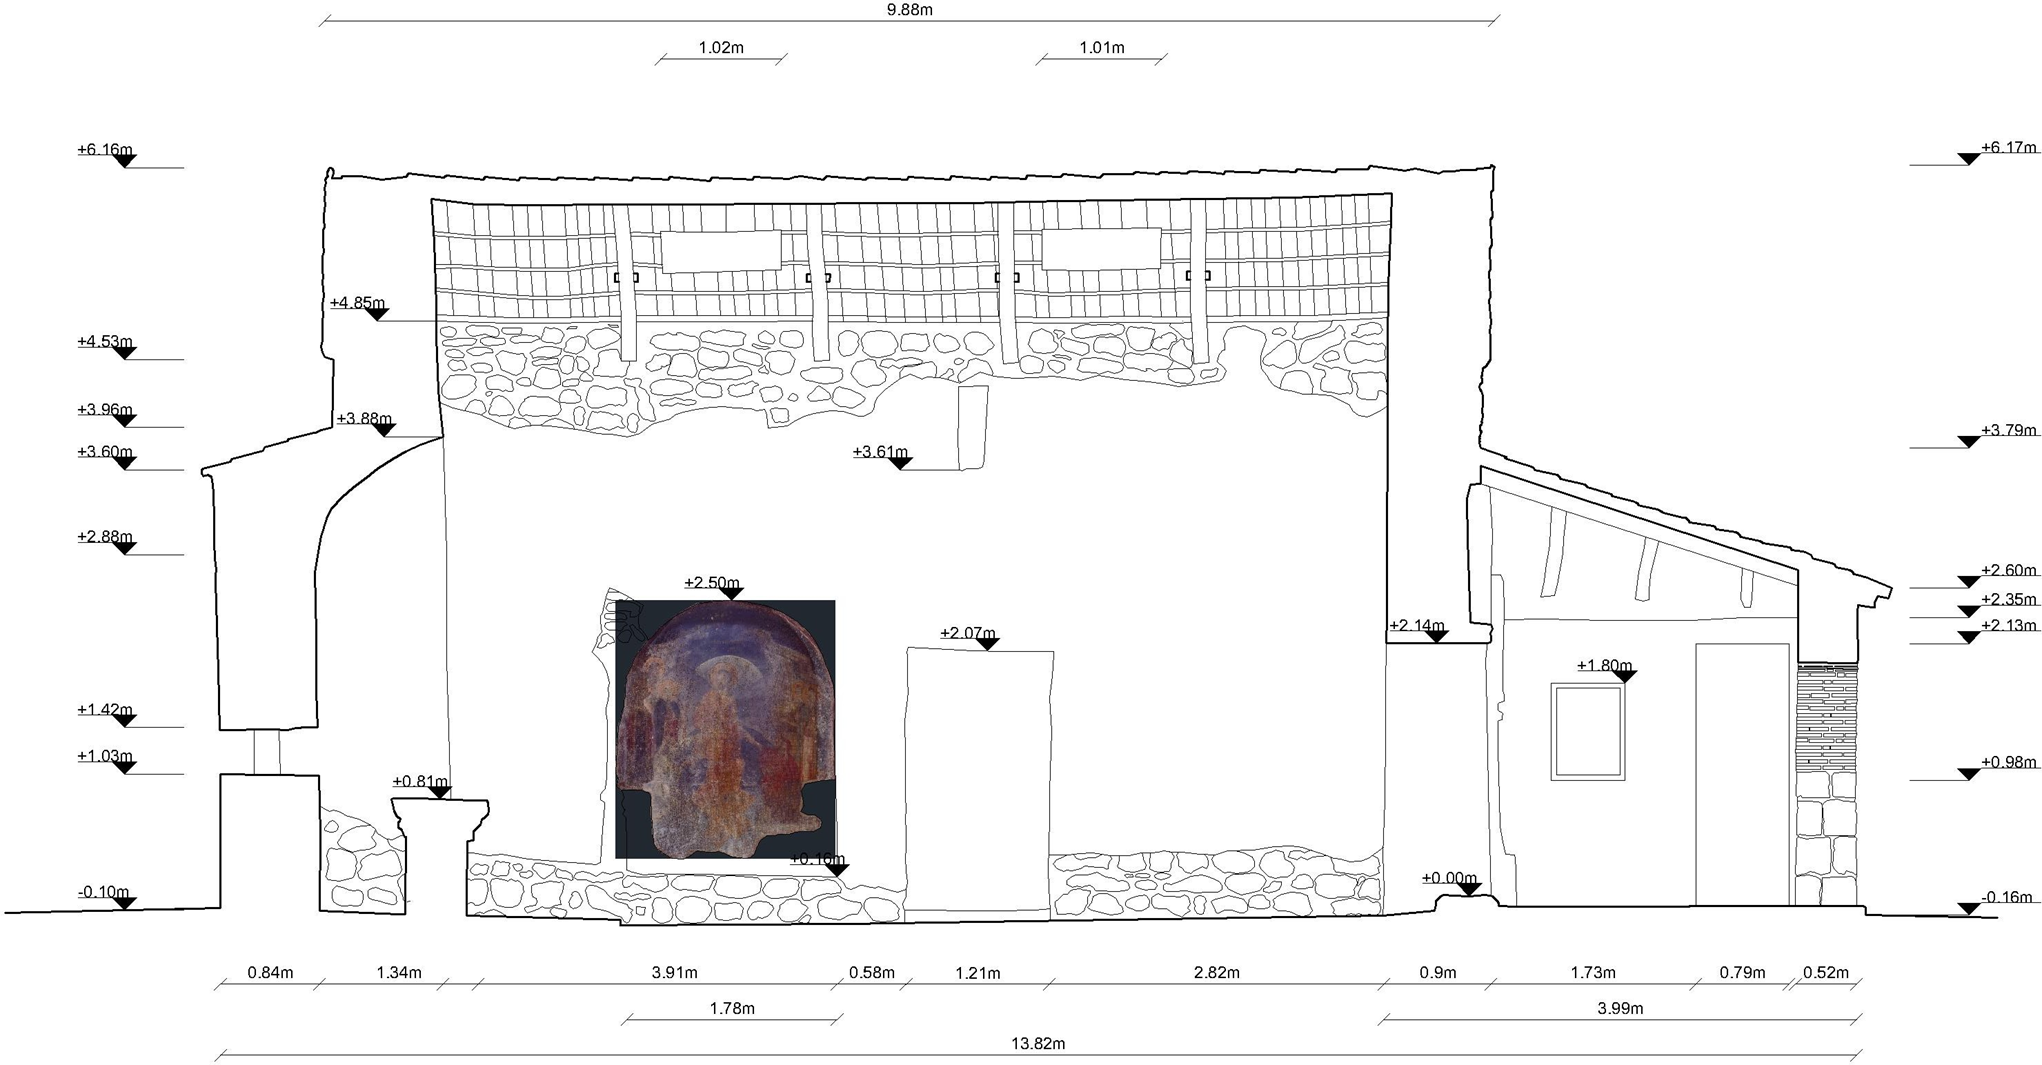 9.88m
1.02m 1.01m
+6.16m +6.17m
+4.85m
+4.53m
+3.96m
+3.88m
+3.79m
+3.60m +3.61m
+2.88m
+2.50m +2.60m
+2.35m
+2.07m +2.14m +2.13m
+1.80m
+1.42m
+1.03m +0.98m
+0.81m
+0.16m
+0.00m
-0.10m -0.16m
0.84m 1.34m 3.91m 0.58m 1.21m 2.82m 0.9m 1.73m 0.79m 0.52m
1.78m 3.99m
13.82m